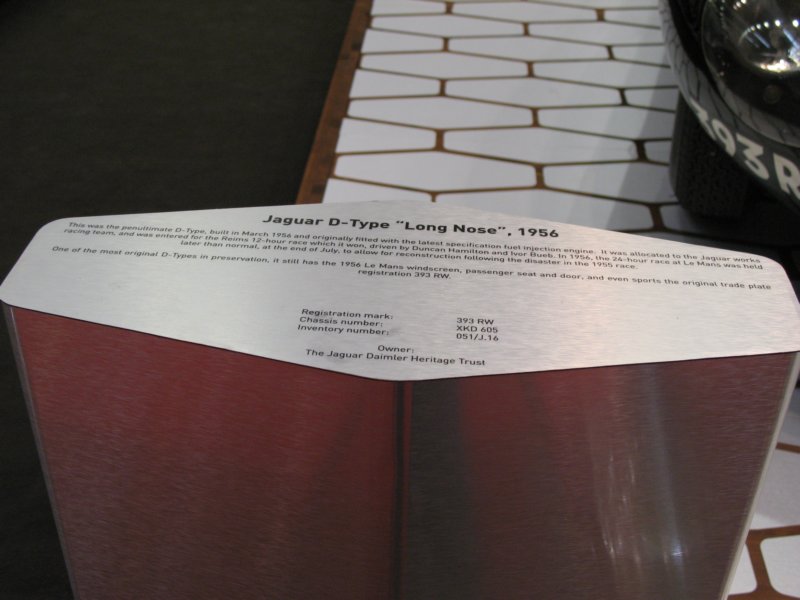 Jaguar D-Type “Long Nose”, 1956
This was the penultimate D-Type, built in March 1956 and originally fitted with the latest specification fuel injection engine. It was allocated to the Jaguar works
racing team, and was entered for the Reims 12-hour race which it won, driven by Duncan Hamilton and Ivor Bueb. In 1956, the 24-hour race at Le Mans was held
later than normal, at the end of July, to allow for reconstruction following the disaster in the 1955 race.
One of the most original D-Types in preservation, it still has the 1956 Le Mans windscreen, passenger seat and door, and even sports the original trade plate
registration 393 RW.
Registration mark: 393 RW
Chassis number: XKD 605
Inventory number: 051/J.16
Owner:
The Jaguar Daimler Heritage Trust
393 R